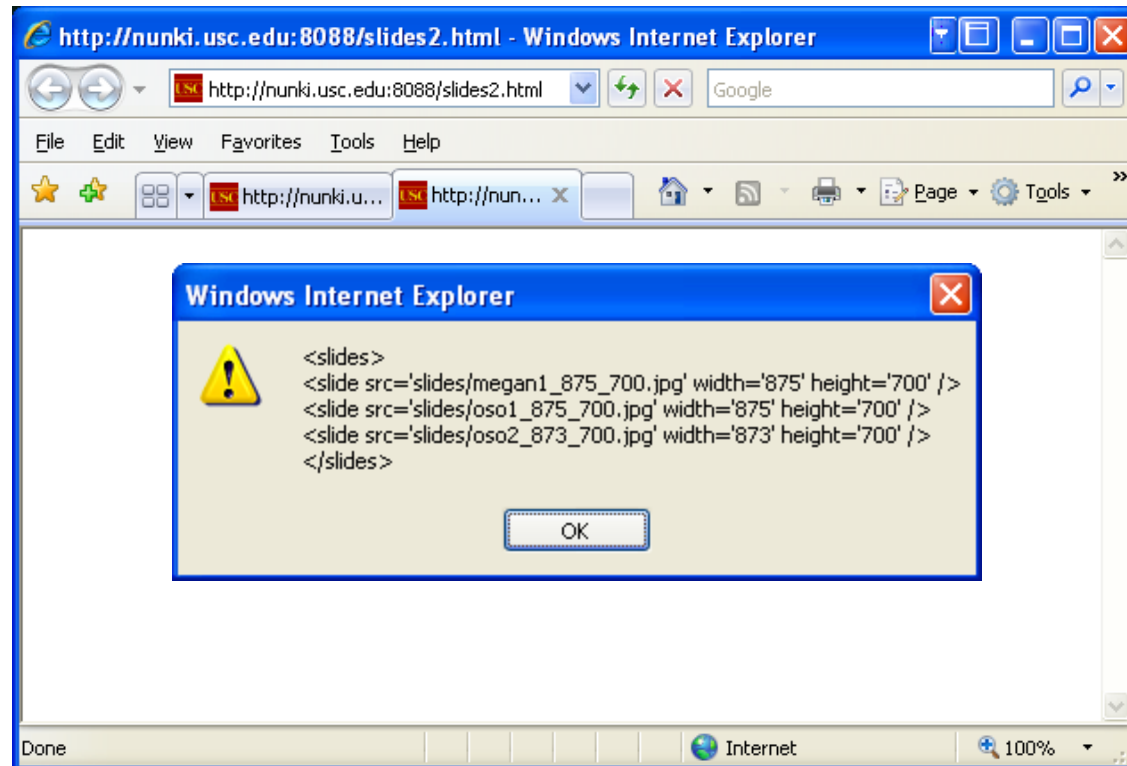 http://nunki.usc.edu:8088/slides2.html - Windows Internet Explorer
USC http://nunki.usc.edu:8088/slides2.html Google
File Edit View Favorites Tools Help
USC http://nunki.u... USC http://nun... Page Tools »
Windows Internet Explorer
<slides>
<slide src='slides/megan1_875_700.jpg' width='875' height='700' />
<slide src='slides/oso1_875_700.jpg' width='875' height='700' />
<slide src='slides/oso2_873_700.jpg' width='873' height='700' />
</slides>
OK
Done Internet 100%